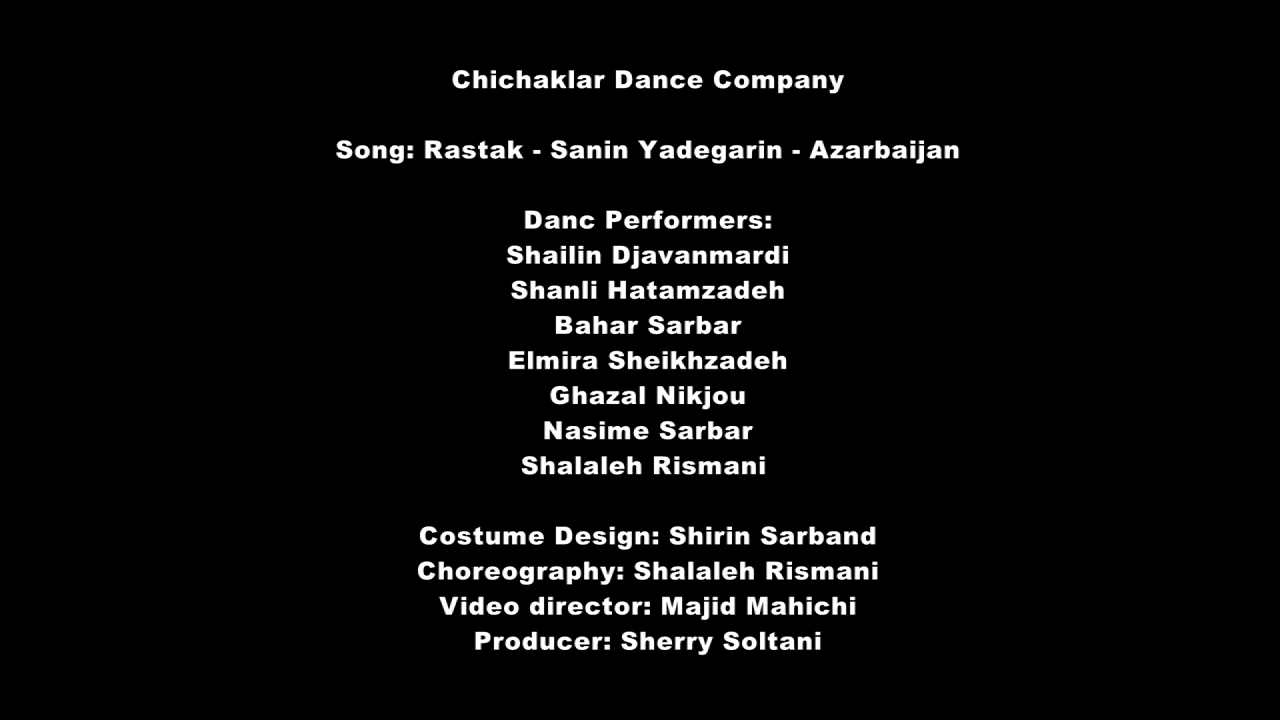 Chichaklar Dance Company
Song: Rastak - Sanin Yadegarin - Azarbaijan
Danc Performers:
Shailin Djavanmardi
Shanli Hatamzadeh
Bahar Sarbar
Elmira Sheikhzadeh
Ghazal Nikjou
Nasime Sarbar
Shalaleh Rismani
Costume Design: Shirin Sarband
Choreography: Shalaleh Rismani
Video director: Majid Mahichi
Producer: Sherry Soltani